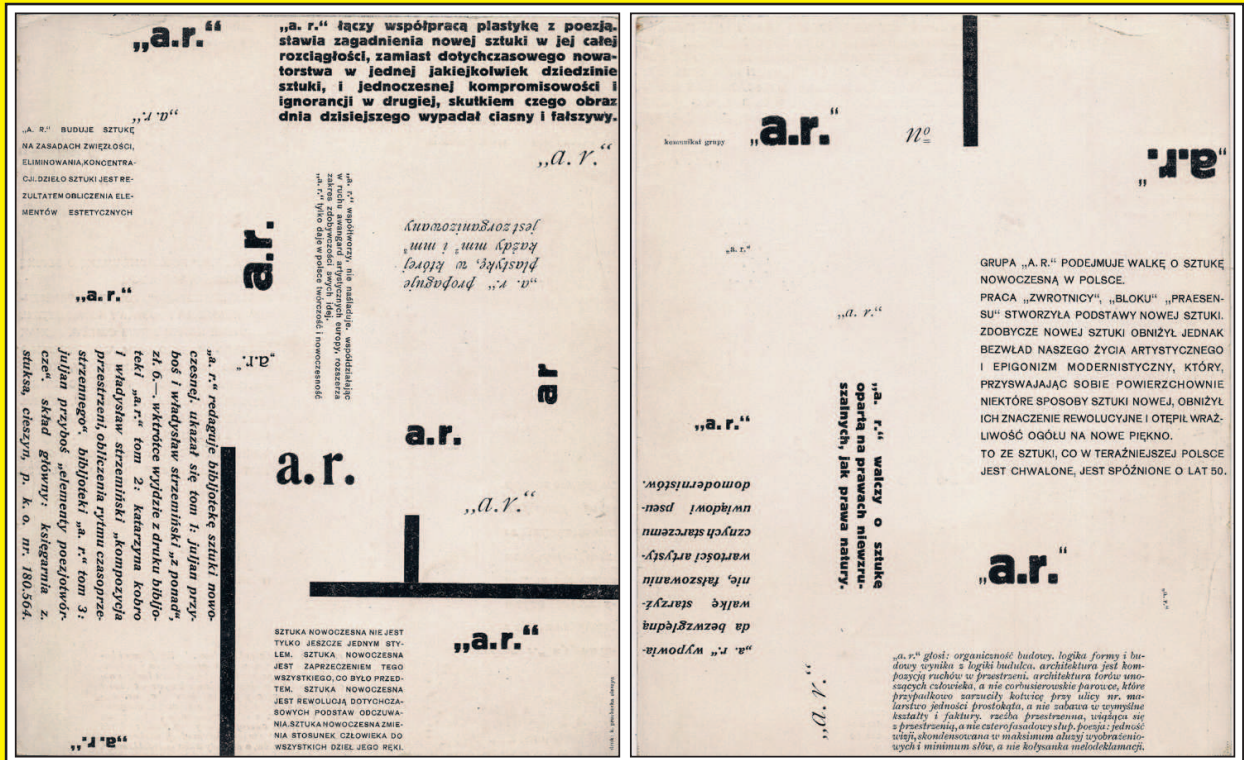 „a.r.“
„a. r.“ łączy współpracą plastykę z poezją.
stawia zagadnienia nowej sztuki w jej całej
rozciągłości, zamiast dotychczasowego nowa-
torstwa w jednej jakiejkolwiek dziedzinie
sztuki, i jednoczesnej kompromisowości i
ignorancji w drugiej, skutkiem czego obraz
dnia dzisiejszego wypadał ciasny i fałszywy.
„a. r.“
„A. R.“ BUDUJE SZTUKĘ
NA ZASADACH ZWIĘZŁOŚCI,
ELIMINOWANIA,KONCENTRA-
CJI.DZIEŁO SZTUKI JEST RE-
ZULTATEM OBLICZENIA ELE-
MENTÓW ESTETYCZNYCH
„a. r.“
„a. r.“ współtworzy, nie naśladuje. współdziałając
w ruchu awangard artystycznych europy, rozszerza
zakres zdobywczości swych idej.
„a. r.“ tylko daje w polsce twórczość i nowoczesność
„a. r.“ propaguje
plastykę, w której
każdy mm² i mm³
jest zorganizowany
a.r.
„a. r.“
„a.r.“
ar
„a. r.“ redaguje bibljotekę sztuki nowo-
czesnej. ukazał się tom 1: juljan przy-
boś i władysław strzemiński „z ponad“,
zł. 6.— wktrótce wyjdzie z druku bibljo-
teki „a.r.“ tom 2: katarzyna kobro
i władysław strzemiński „kompozycja
przestrzeni, obliczenia rytmu czasoprze-
strzennego“. bibljoteki „a. r.“ tom 3:
juljan przyboś „elementy poezjotwór-
cze“. skład główny: księgarnia z.
stuksa, cieszyn, p. k. o. nr. 180.564.
a.r.
a.r.
„a.r.“
SZTUKA NOWOCZESNA NIE JEST
TYLKO JESZCZE JEDNYM STY-
LEM. SZTUKA NOWOCZESNA
JEST ZAPRZECZENIEM TEGO
WSZYSTKIEGO, CO BYŁO PRZED-
TEM. SZTUKA NOWOCZESNA
JEST REWOLUCJĄ DOTYCHCZA-
SOWYCH PODSTAW ODCZUWA-
NIA.SZTUKA NOWOCZESNA ZMIE-
NIA STOSUNEK CZŁOWIEKA DO
WSZYSTKICH DZIEŁ JEGO RĘKI.
„a.r.“
„a.r.“
komunikat grupy „a.r.“ nº
„a.r.“
„a. r.“
GRUPA „A. R.“ PODEJMUJE WALKĘ O SZTUKĘ
NOWOCZESNĄ W POLSCE.
PRACA „ZWROTNICY“, „BLOKU“ „PRAESEN-
SU“ STWORZYŁA PODSTAWY NOWEJ SZTUKI.
ZDOBYCZE NOWEJ SZTUKI OBNIŻYŁ JEDNAK
BEZWŁAD NASZEGO ŻYCIA ARTYSTYCZNEGO
I EPIGONIZM MODERNISTYCZNY, KTÓRY,
PRZYSWAJAJĄC SOBIE POWIERZCHOWNIE
NIEKTÓRE SPOSOBY SZTUKI NOWEJ, OBNIŻYŁ
ICH ZNACZENIE REWOLUCYJNE I OTĘPIŁ WRAŻ-
LIWOŚĆ OGÓŁU NA NOWE PIĘKNO.
TO ZE SZTUKI, CO W TERAŹNIEJSZEJ POLSCE
JEST CHWALONE, JEST SPÓŹNIONE O LAT 50.
„a. r.“
„a. r.“ walczy o sztukę
opartą na prawach niewzru-
szalnych, jak prawa natury.
„a. r.“
„a. r.“ wypowia-
da bezwzględną
walkę starzyź-
nie, fałszowaniu
wartości artysty-
cznych starczemu
uwiądowi pseu-
domodernistów.
„a.r.“
„a. r.“
„a. r.“
„a. r.“ głosi: organiczność budowy. logika formy i bu-
dowy wynika z logiki budulca. architektura jest kom-
pozycją ruchów w przestrzeni. architektura torów uno-
szących człowieka, a nie corbusierowskie parowce, które
przypadkowo zarzuciły kotwicę przy ulicy nr. ma-
larstwo jedności prostokąta, a nie zabawa w wymyślne
kształty i faktury. rzeźba przestrzenna, wiążąca się
z przestrzenią, a nie czterofasadowy słup. poezja: jedność
wizji, skondensowana w maksimum aluzyj wyobrażenio-
wych i minimum słów, a nie kołysanka melodeklamacji.